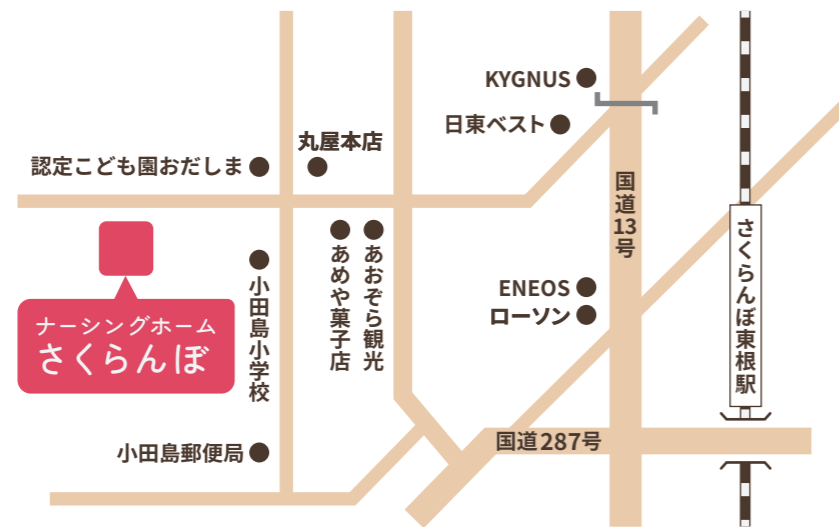 KYGNUS
日東ベスト
丸屋本店
認定こども園おだしま
国道13号
さくらんぼ東根駅
あおぞら観光
あめや菓子店
小田島小学校
ENEOS
ローソン
ナーシングホーム
さくらんぼ
国道287号
小田島郵便局